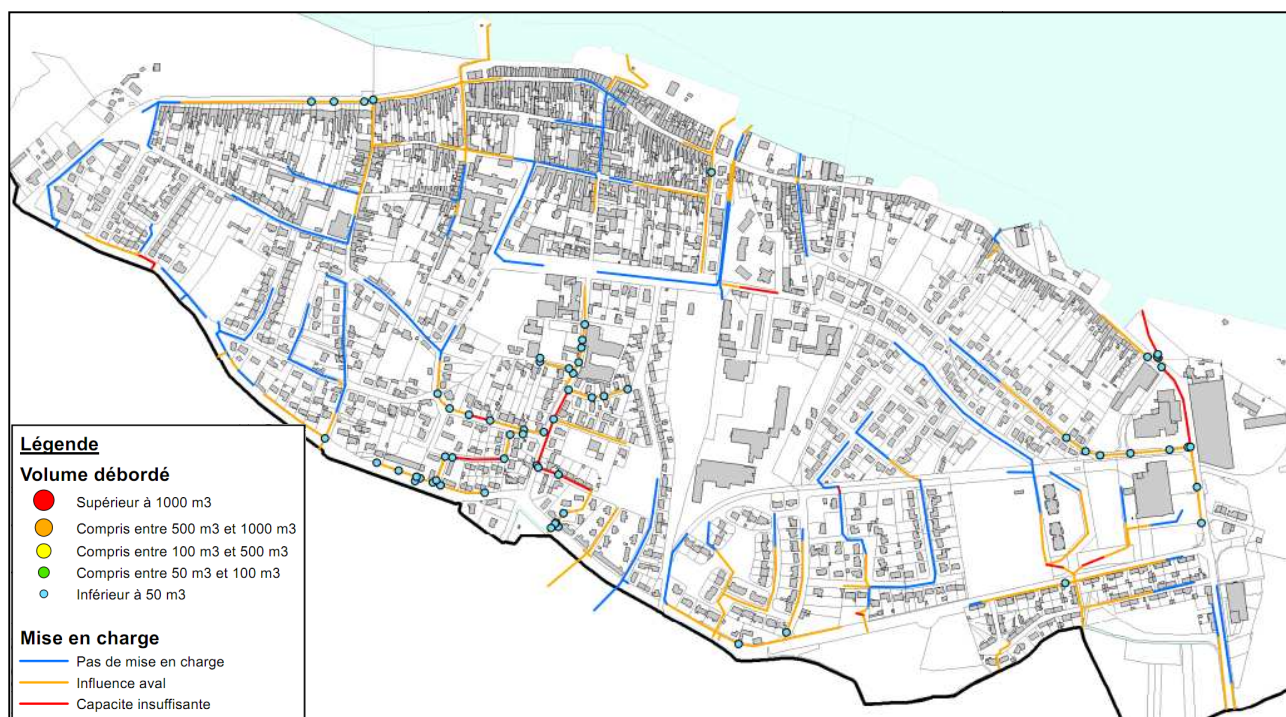 Légende
Volume débordé
Supérieur à 1000 m3
Compris entre 500 m3 et 1000 m3
Compris entre 100 m3 et 500 m3
Compris entre 50 m3 et 100 m3
Inférieur à 50 m3
Mise en charge
Pas de mise en charge
Influence aval
Capacite insuffisante